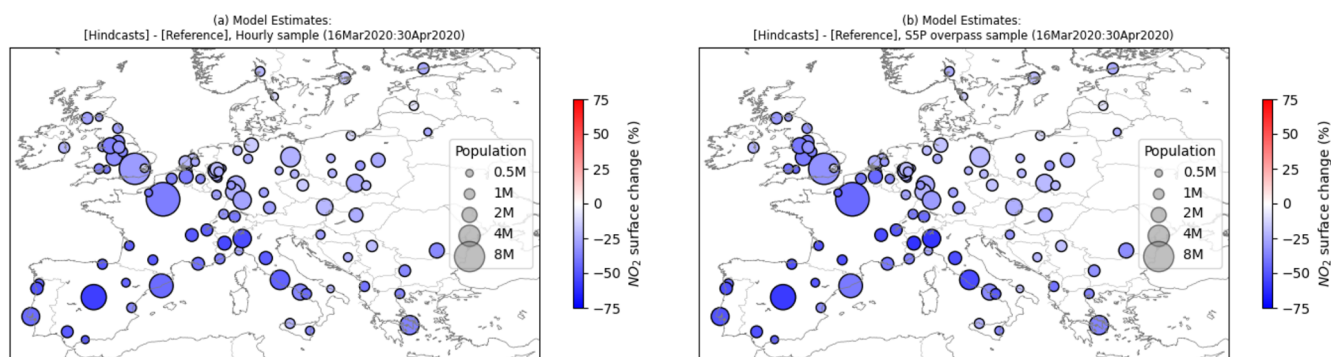 (a) Model Estimates:
[Hindcasts] - [Reference], Hourly sample (16Mar2020:30Apr2020)
Population
0.5M
1M
2M
4M
8M
75
50
25
0
−25
−50
−75
NO2 surface change (%)
(b) Model Estimates:
[Hindcasts] - [Reference], S5P overpass sample (16Mar2020:30Apr2020)
Population
0.5M
1M
2M
4M
8M
75
50
25
0
−25
−50
−75
NO2 surface change (%)